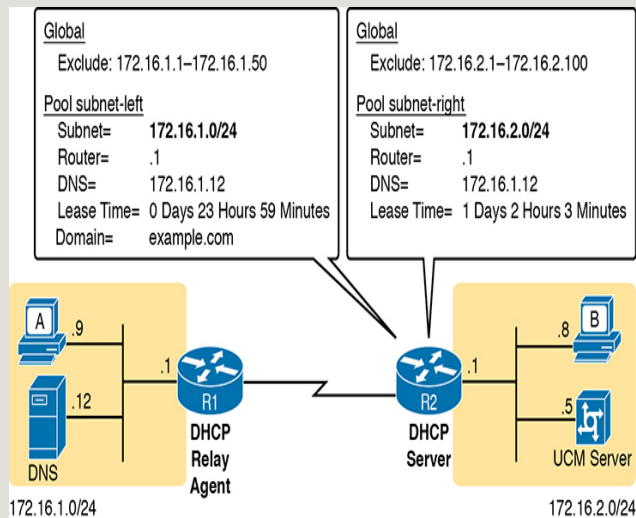 Global
Exclude: 172.16.1.1–172.16.1.50
Pool subnet-left
Subnet= 172.16.1.0/24
Router= .1
DNS= 172.16.1.12
Lease Time= 0 Days 23 Hours 59 Minutes
Domain= example.com
Global
Exclude: 172.16.2.1–172.16.2.100
Pool subnet-right
Subnet= 172.16.2.0/24
Router= .1
DNS= 172.16.1.12
Lease Time= 1 Days 2 Hours 3 Minutes
A
.9
.12
DNS
172.16.1.0/24
.1
R1
DHCP
Relay
Agent
R2
DHCP
Server
.1
.8
B
.5
UCM Server
172.16.2.0/24